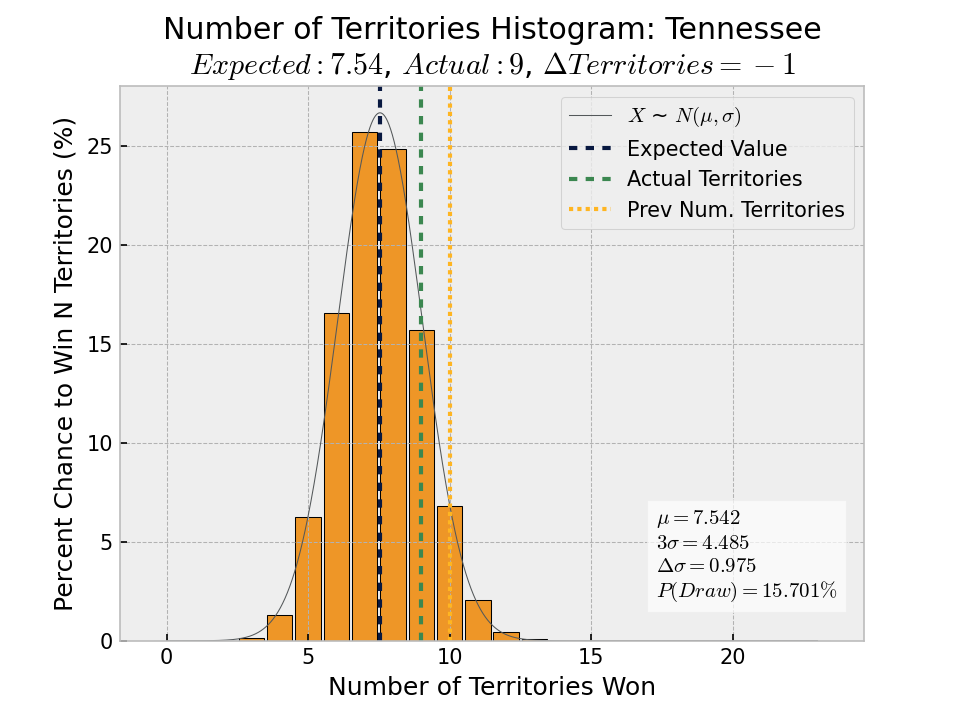 Number of Territories Histogram: Tennessee
Expected : 7.54, Actual : 9, ΔTerritories = −1
Percent Chance to Win N Territories (%)
25
20
15
10
5
0
X ~ N(μ, σ)
Expected Value
Actual Territories
Prev Num. Territories
μ = 7.542
3σ = 4.485
Δσ = 0.975
P(Draw) = 15.701%
0 5 10 15 20
Number of Territories Won